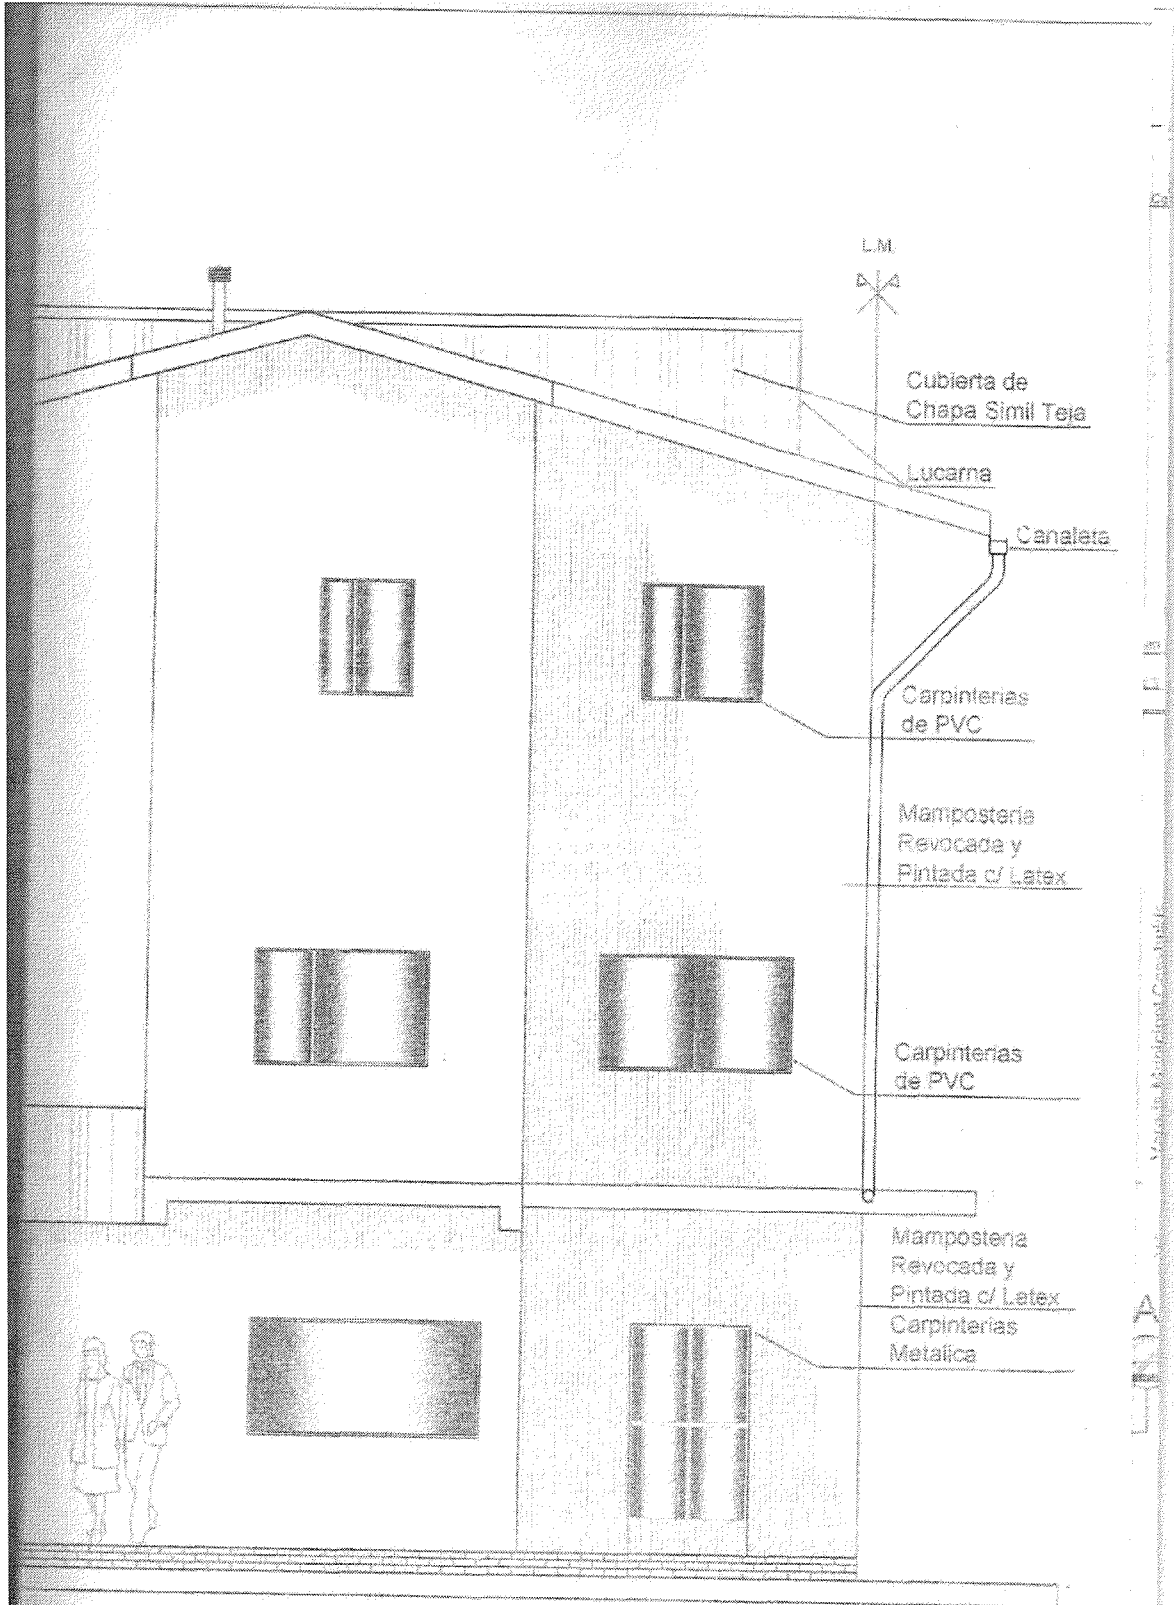 L.M.
Cubierta de
Chapa Simil Teja
Lucarna
Canaleta
Carpinterias
de PVC
Mamposteria
Revocada y
Pintada c/ Latex
Carpinterias
de PVC
Mamposteria
Revocada y
Pintada c/ Latex
Carpinterias
Metalica
A